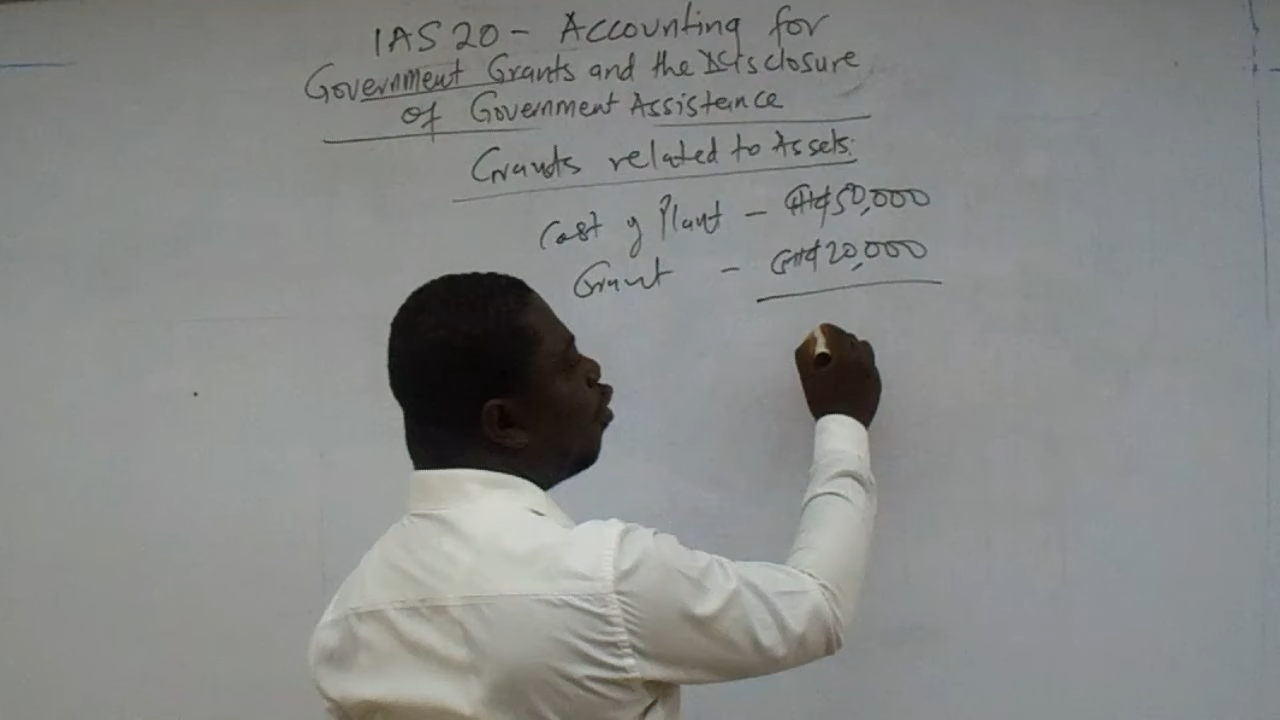 IAS 20 - Accounting for
Government Grants and the Disclosure
of Government Assistance
Grants related to Assets:
Cost of Plant - GH¢50,000
Grant - GH¢20,000